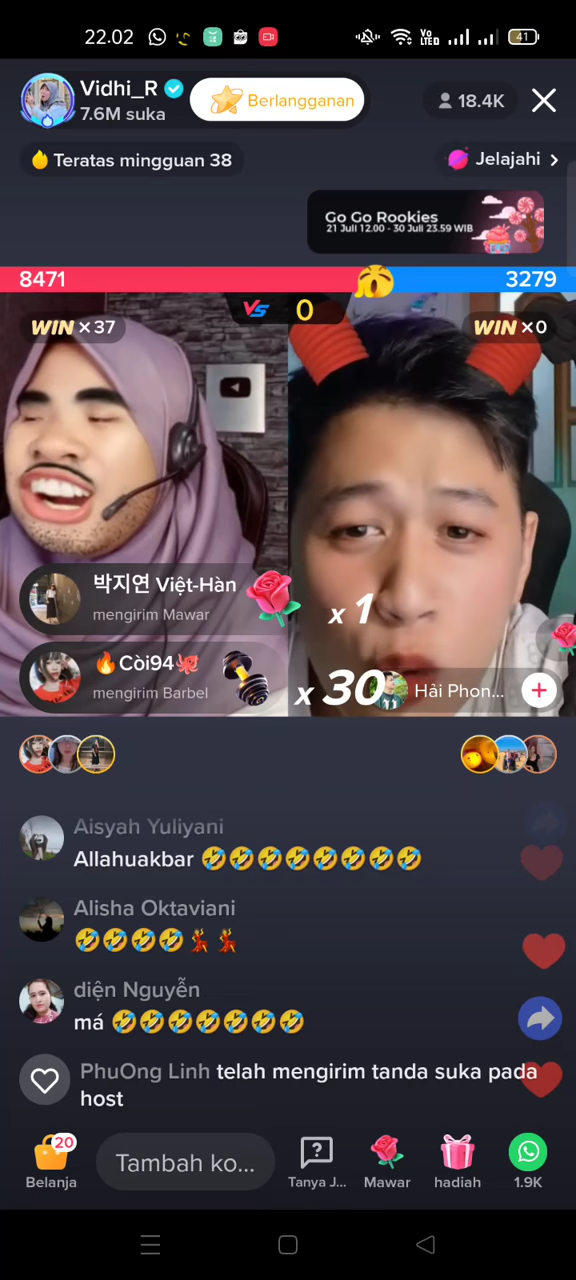 22.02
VO
LTE
41
Vidhi_R
7.6M suka
Berlangganan
18.4K
Teratas mingguan 38
Jelajahi
Go Go Rookies
21 Juli 12.00 - 30 Juli 23.59 WIB
8471
3279
VS 0
WIN ×37
WIN ×0
박지연 Việt-Hàn
mengirim Mawar
x 1
🔥Còi94🐙
mengirim Barbel
x 30
Hải Phon...
Aisyah Yuliyani
Allahuakbar 🤣🤣🤣🤣🤣🤣🤣🤣
Alisha Oktaviani
🤣🤣🤣🤣💃💃
diện Nguyễn
má 🤣🤣🤣🤣🤣🤣🤣
PhuOng Linh telah mengirim tanda suka pada
host
20
Belanja
Tambah ko...
Tanya J...
Mawar
hadiah
1.9K